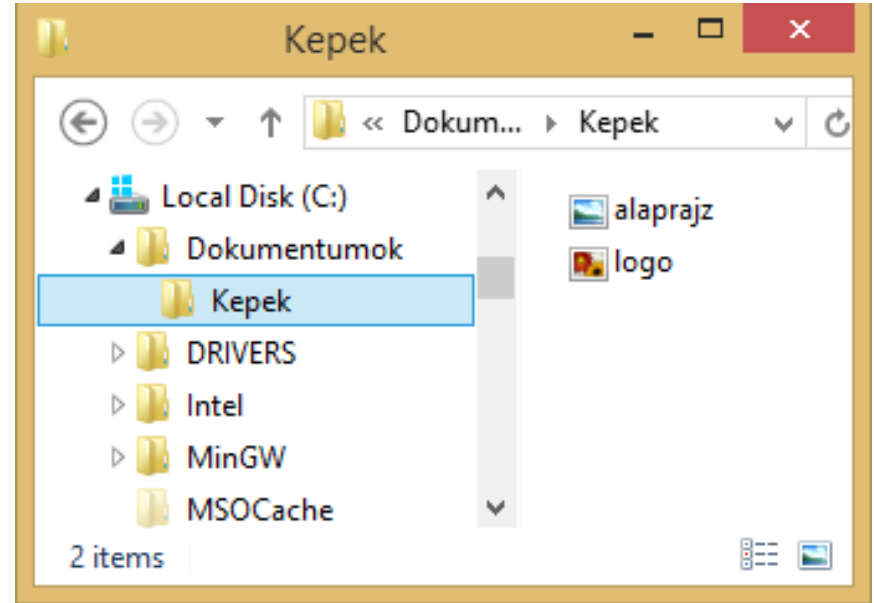 Kepek
« Dokum... Kepek
Local Disk (C:)
Dokumentumok
Kepek
DRIVERS
Intel
MinGW
MSOCache
alaprajz
logo
2 items